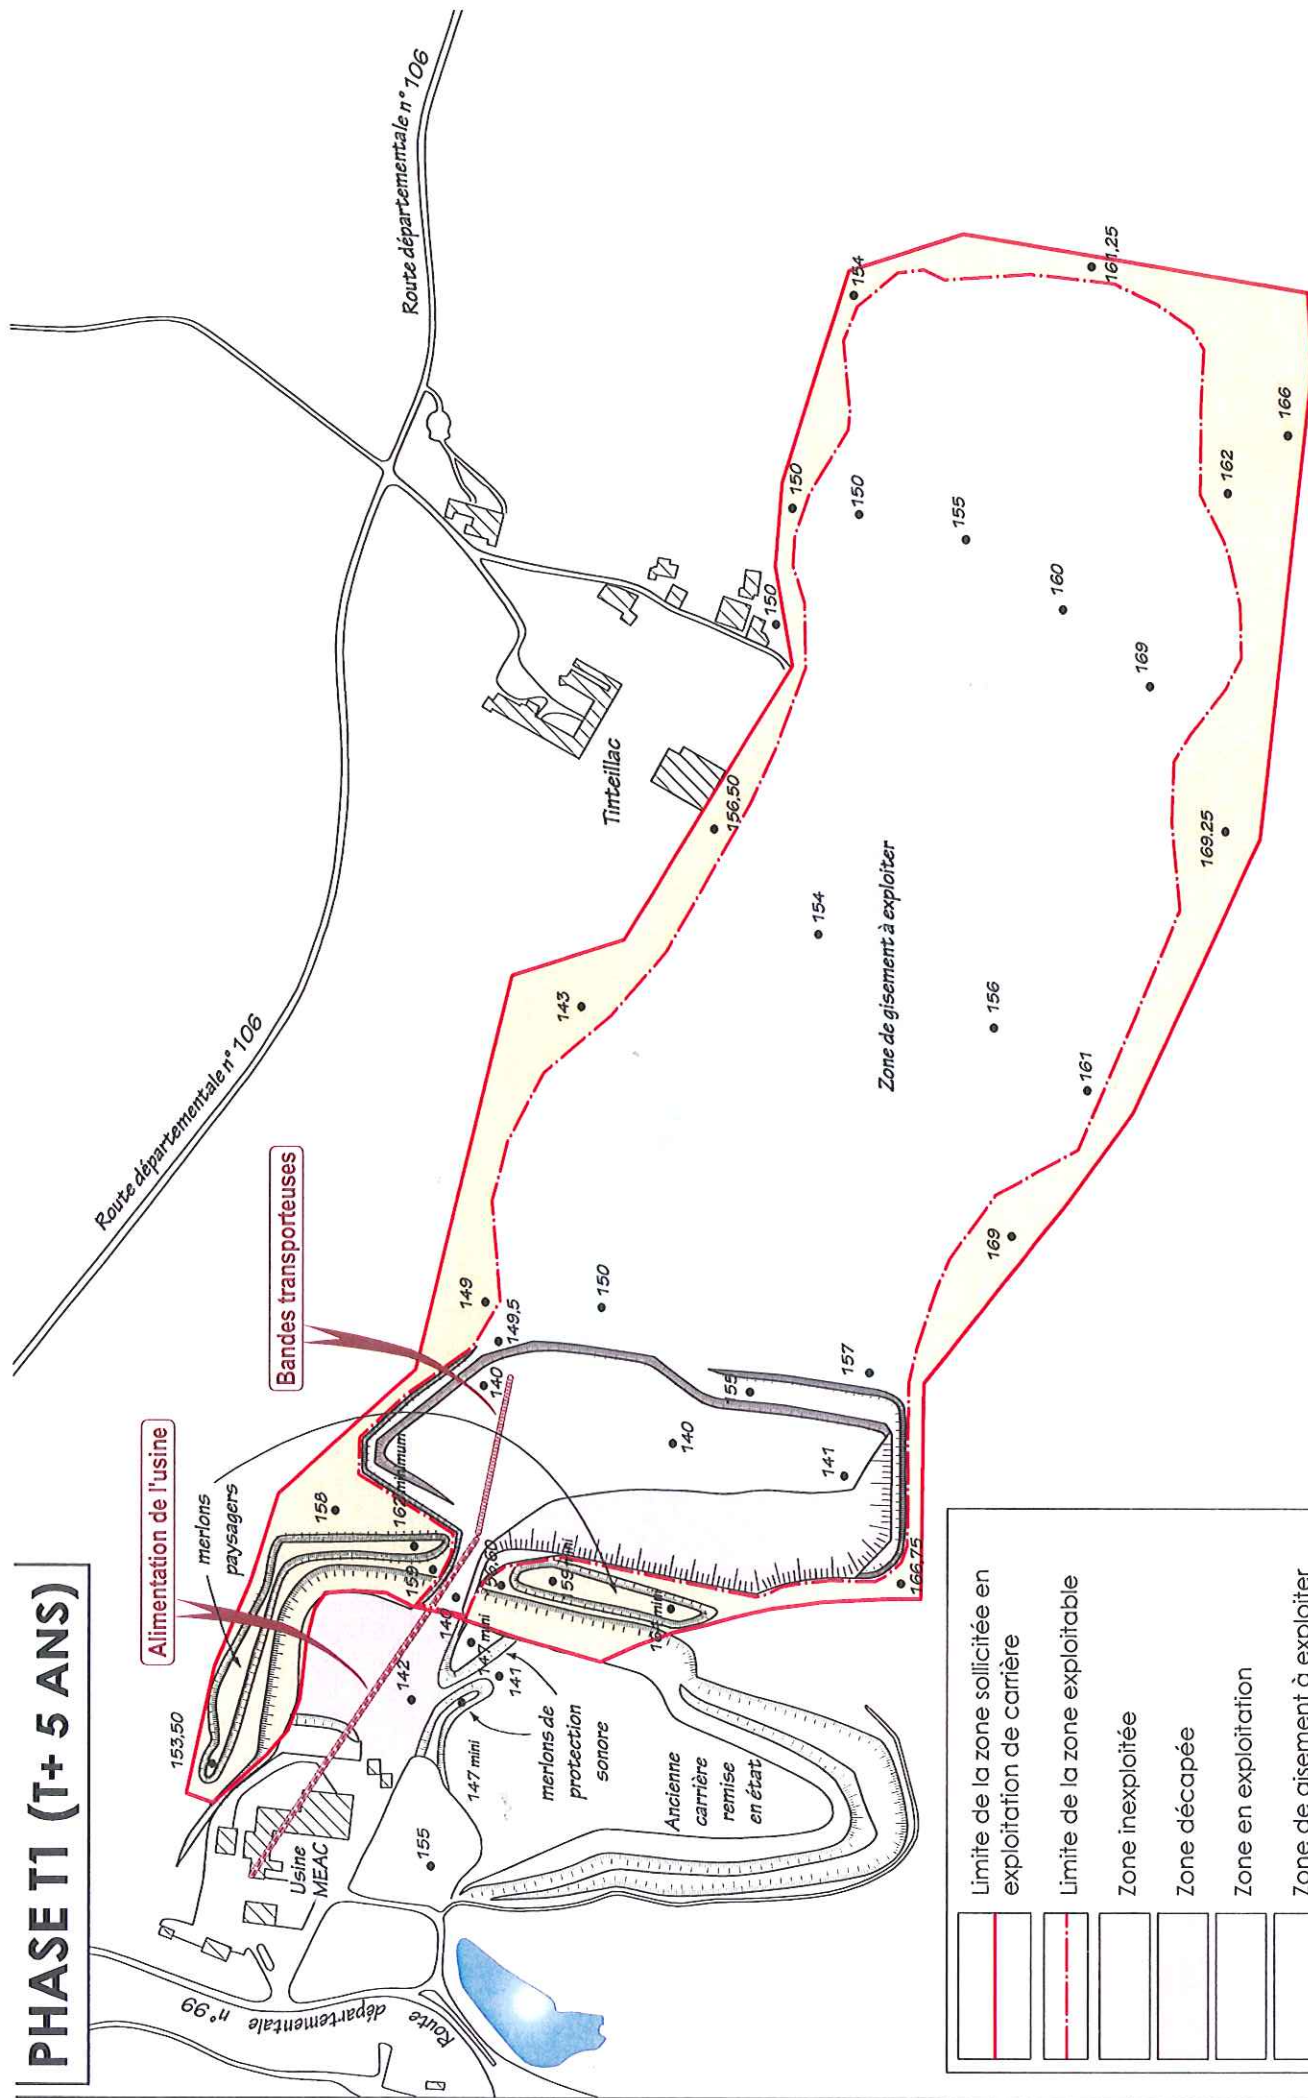 PHASE T1 (T+ 5 ANS)
Route départementale n° 106
Route départementale n° 106
Bandes transporteuses
Alimentation de l'usine
merlons
paysagers
Tinteillac
Zone de gisement à exploiter
Usine
MEAC
Route départementale n° 99
merlons de
protection
sonore
Ancienne
carrière
remise
en état
153,50
158
162 minimum
159
140
142
147 mini
141
147 mini
155
156,60
159 mini
166,75
140
140
141
155
157
149,5
149
150
143
156,50
154
156
161
169
169,25
169
160
155
150
150
150
154
161,25
162
166
Limite de la zone sollicitée en
exploitation de carrière
Limite de la zone exploitable
Zone inexploitée
Zone décapée
Zone en exploitation
Zone de gisement à exploiter